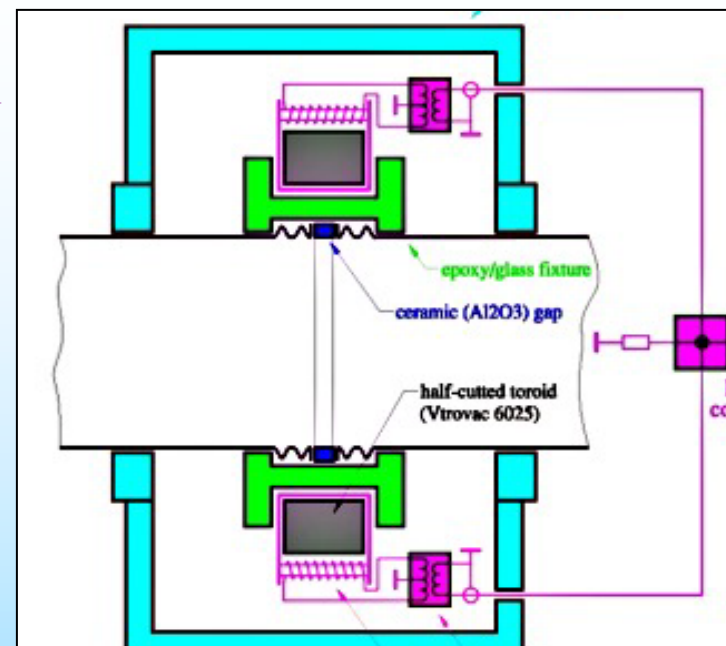 epoxy/glass fixture
ceramic (Al2O3) gap
half-cutted toroid
(Vtrovac 6025)